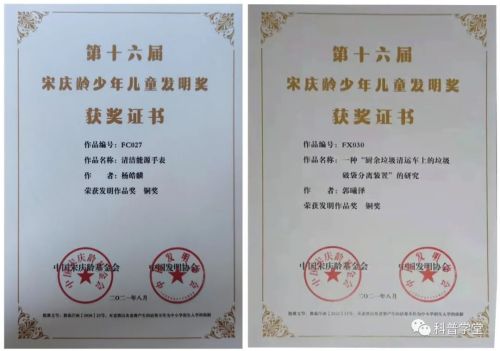 第十六届
宋庆龄少年儿童发明奖
获奖证书
作品编号：FC027
作品名称：清洁能源手表
作 者：杨皓麟
荣获发明作品奖 铜奖
中国宋庆龄基金会
中国发明协会
二〇二一年八月
第十六届
宋庆龄少年儿童发明奖
获奖证书
作品编号：FX030
作品名称：一种“厨余垃圾清运车上的垃圾
破袋分离装置”的研究
作 者：郭曦泽
荣获发明作品奖 铜奖
中国宋庆龄基金会
中国发明协会
二〇二一年八月
科普学堂